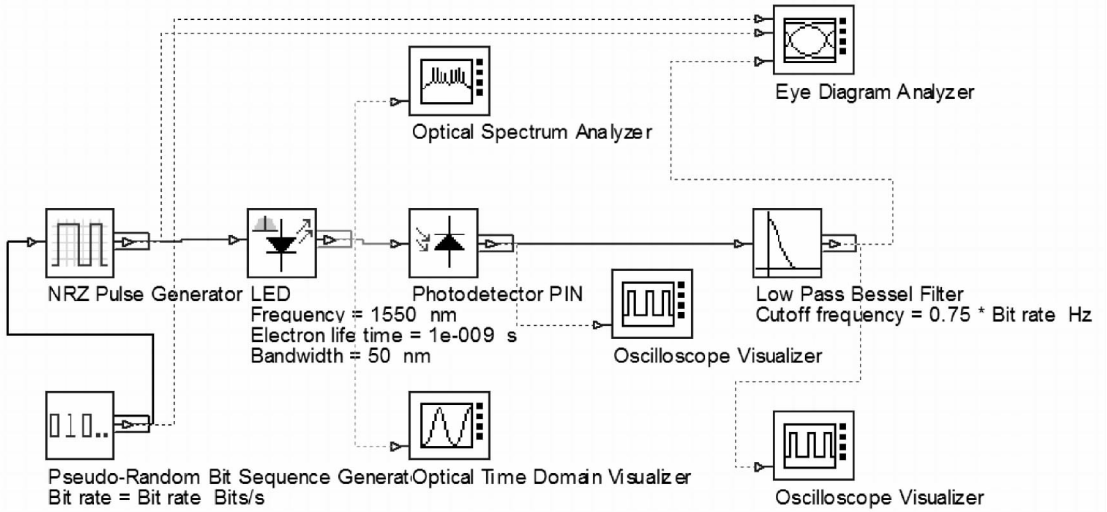 Eye Diagram Analyzer
Optical Spectrum Analyzer
NRZ Pulse Generator
LED
Frequency = 1550 nm
Electron life time = 1e-009 s
Bandwidth = 50 nm
Photodetector PIN
Low Pass Bessel Filter
Cutoff frequency = 0.75 * Bit rate Hz
Oscilloscope Visualizer
010..
Pseudo-Random Bit Sequence Generat
Bit rate = Bit rate Bits/s
Optical Time Domain Visualizer
Oscilloscope Visualizer